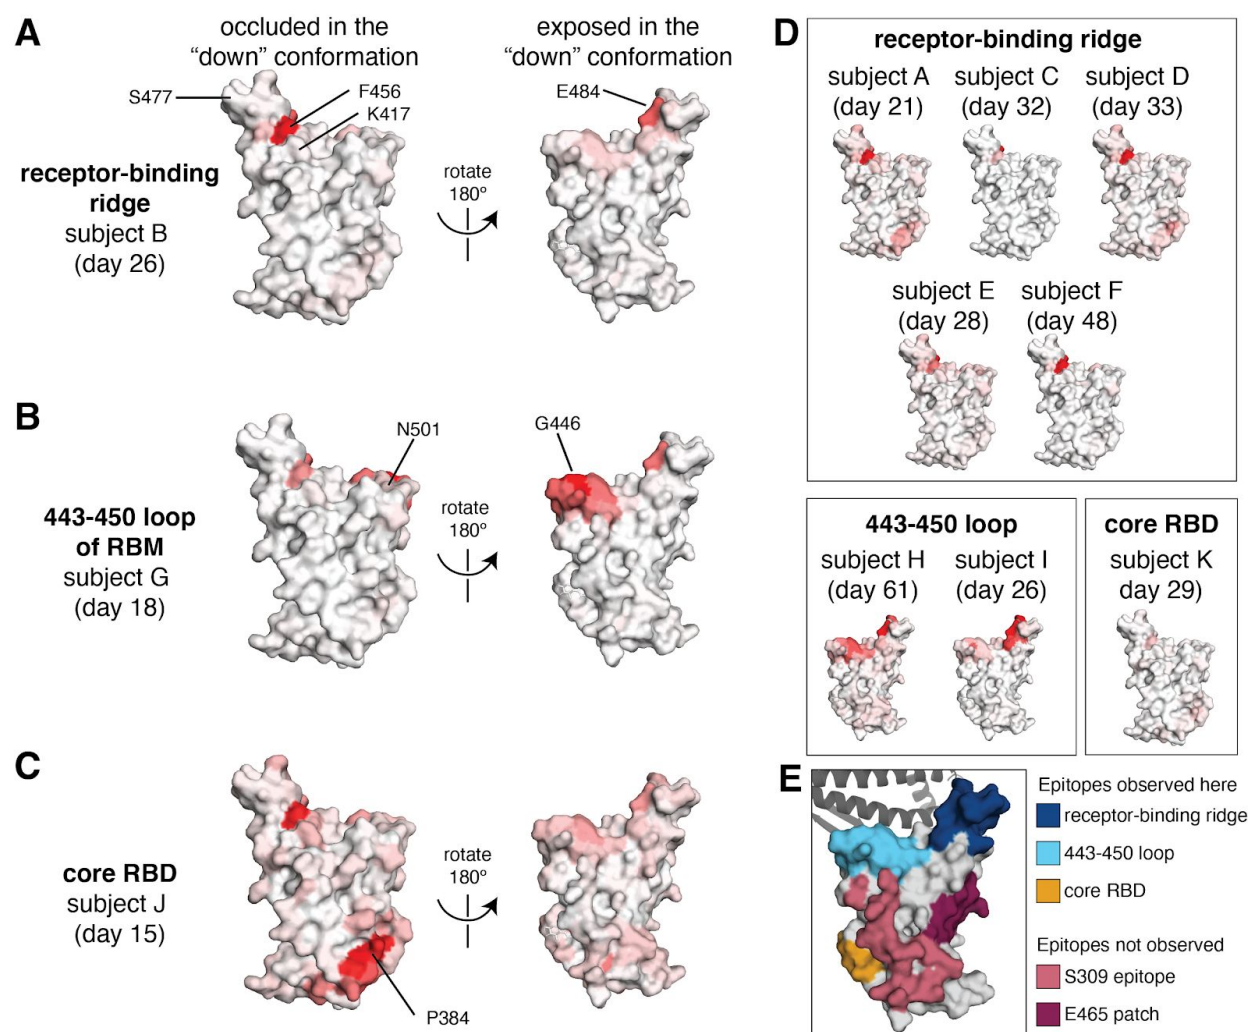 A
occluded in the
“down” conformation
exposed in the
“down” conformation
S477
F456
K417
E484
receptor-binding
ridge
subject B
(day 26)
rotate
180º
B
N501
G446
443-450 loop
of RBM
subject G
(day 18)
rotate
180º
C
core RBD
subject J
(day 15)
rotate
180º
P384
D
receptor-binding ridge
subject A
(day 21)
subject C
(day 32)
subject D
(day 33)
subject E
(day 28)
subject F
(day 48)
443-450 loop
subject H
(day 61)
subject I
(day 26)
core RBD
subject K
day 29)
E
Epitopes observed here
receptor-binding ridge
443-450 loop
core RBD
Epitopes not observed
S309 epitope
E465 patch